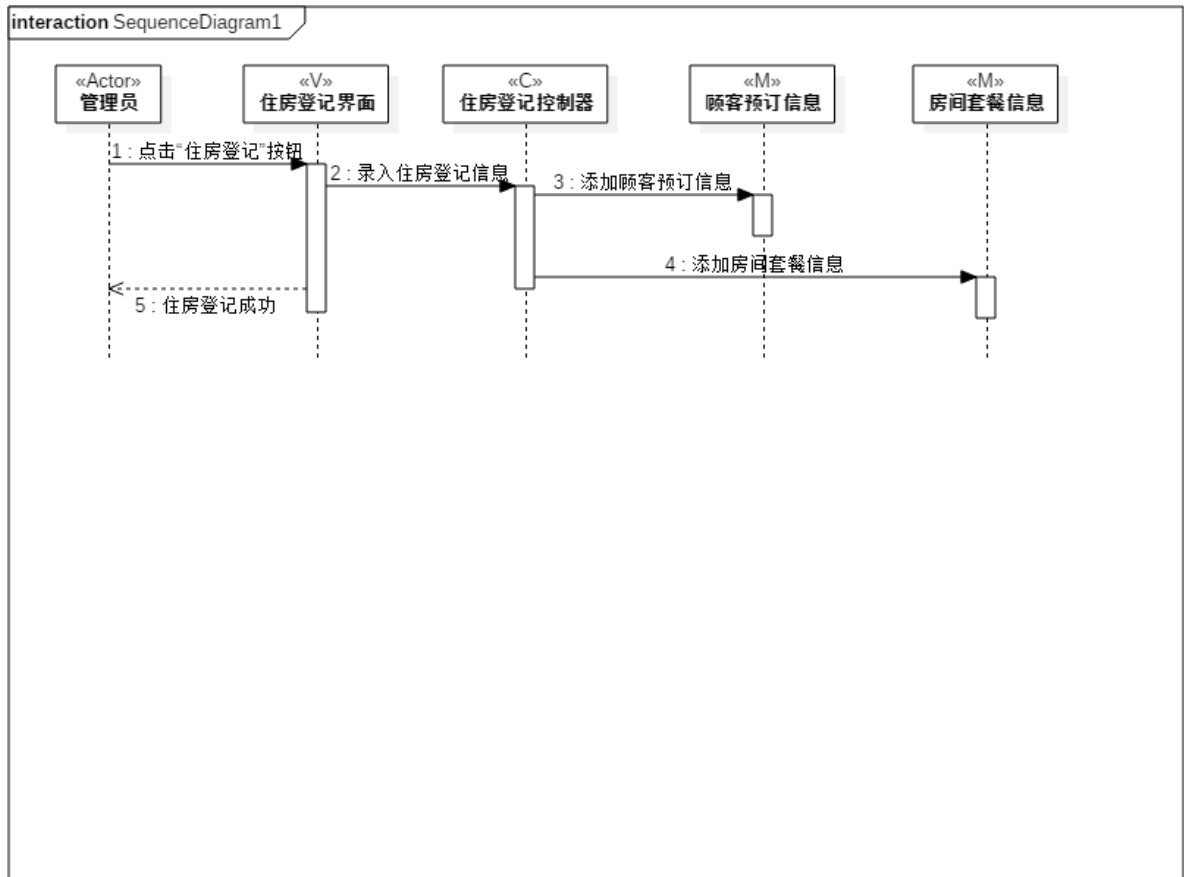 interaction SequenceDiagram1
«Actor»
管理员
«V»
住房登记界面
«C»
住房登记控制器
«M»
顾客预订信息
«M»
房间套餐信息
1 : 点击“住房登记”按钮
2 : 录入住房登记信息
3 : 添加顾客预订信息
4 : 添加房间套餐信息
5 : 住房登记成功